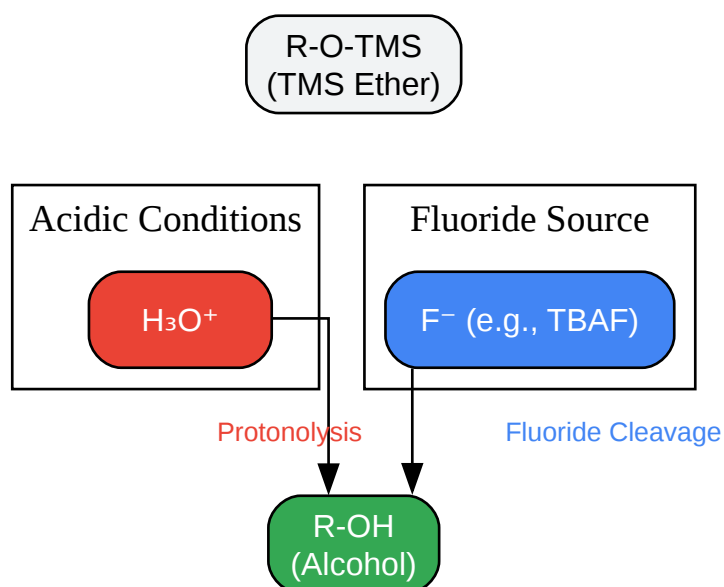 R-O-TMS
(TMS Ether)
Acidic Conditions
Fluoride Source
H₃O⁺
F⁻ (e.g., TBAF)
Protonolysis
Fluoride Cleavage
R-OH
(Alcohol)